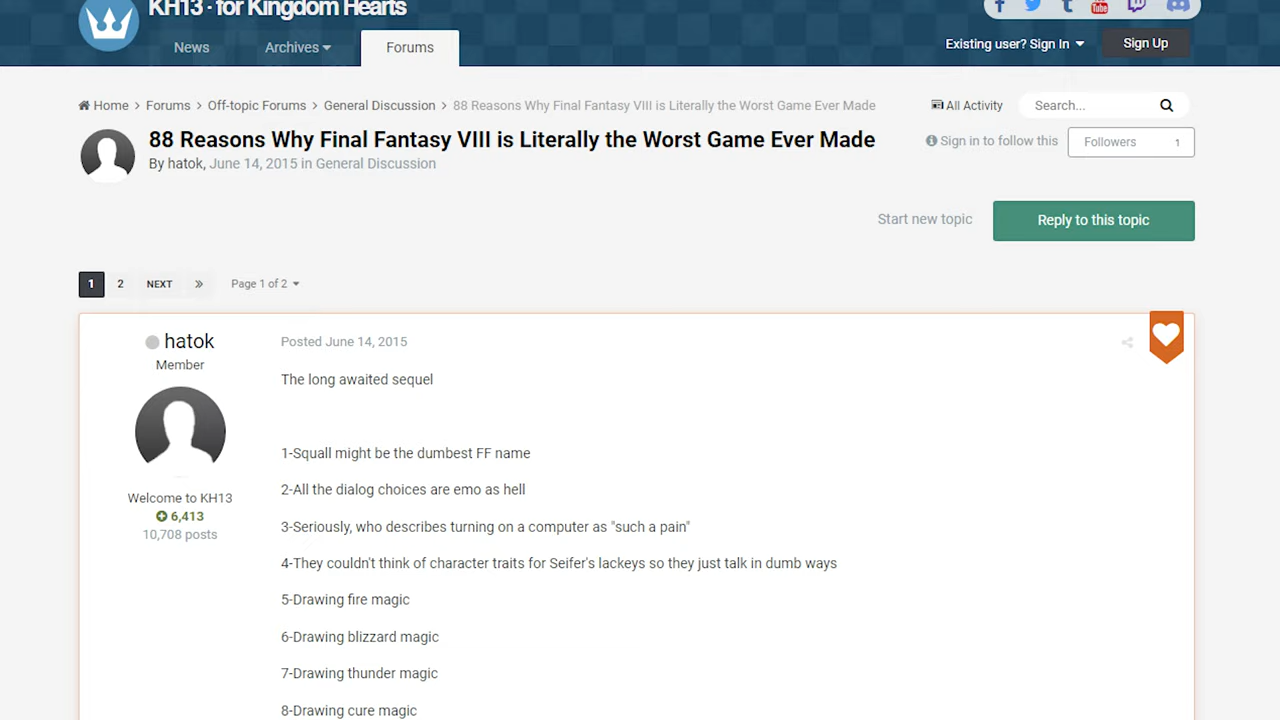 KH13 · for Kingdom Hearts
News
Archives
Forums
Existing user? Sign In
Sign Up
Home > Forums > Off-topic Forums > General Discussion > 88 Reasons Why Final Fantasy VIII is Literally the Worst Game Ever Made
All Activity
Search...
88 Reasons Why Final Fantasy VIII is Literally the Worst Game Ever Made
By hatok, June 14, 2015 in General Discussion
Sign in to follow this
Followers 1
Start new topic
Reply to this topic
1 2 NEXT » Page 1 of 2
hatok
Member
Welcome to KH13
6,413
10,708 posts
Posted June 14, 2015
The long awaited sequel
1-Squall might be the dumbest FF name
2-All the dialog choices are emo as hell
3-Seriously, who describes turning on a computer as "such a pain"
4-They couldn't think of character traits for Seifer's lackeys so they just talk in dumb ways
5-Drawing fire magic
6-Drawing blizzard magic
7-Drawing thunder magic
8-Drawing cure magic